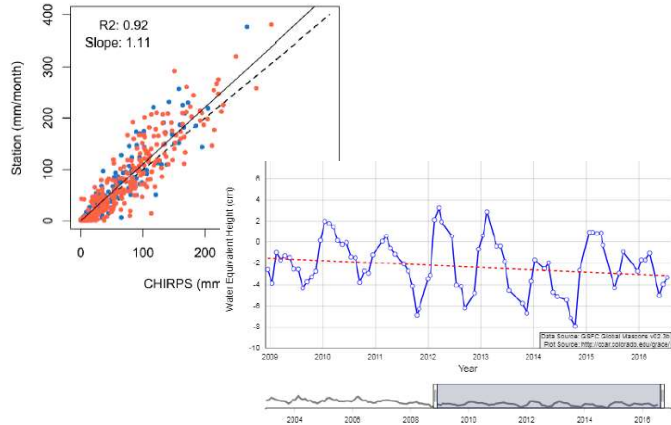 400
R2: 0.92
Slope: 1.11
300
200
100
0
Station (mm/month)
0 100 200
CHIRPS (mm
Water Equivalent Height (cm)
6
4
2
0
-2
-4
-6
-8
-10
2009 2010 2011 2012 2013 2014 2015 2016
Year
Data Source: GSFC Global Mascons v02.3b
Plot Source: http://ccar.colorado.edu/grace/
2004 2006 2008 2010 2012 2014 2016